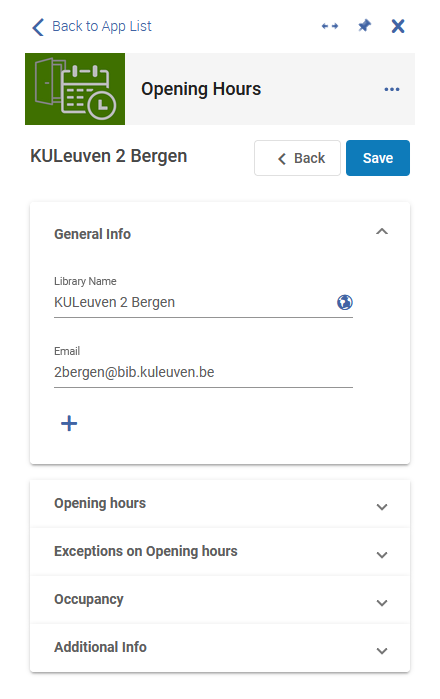 Back to App List
Opening Hours
KULeuven 2 Bergen
Back
Save
General Info
Library Name
KULeuven 2 Bergen
Email
2bergen@bib.kuleuven.be
Opening hours
Exceptions on Opening hours
Occupancy
Additional Info